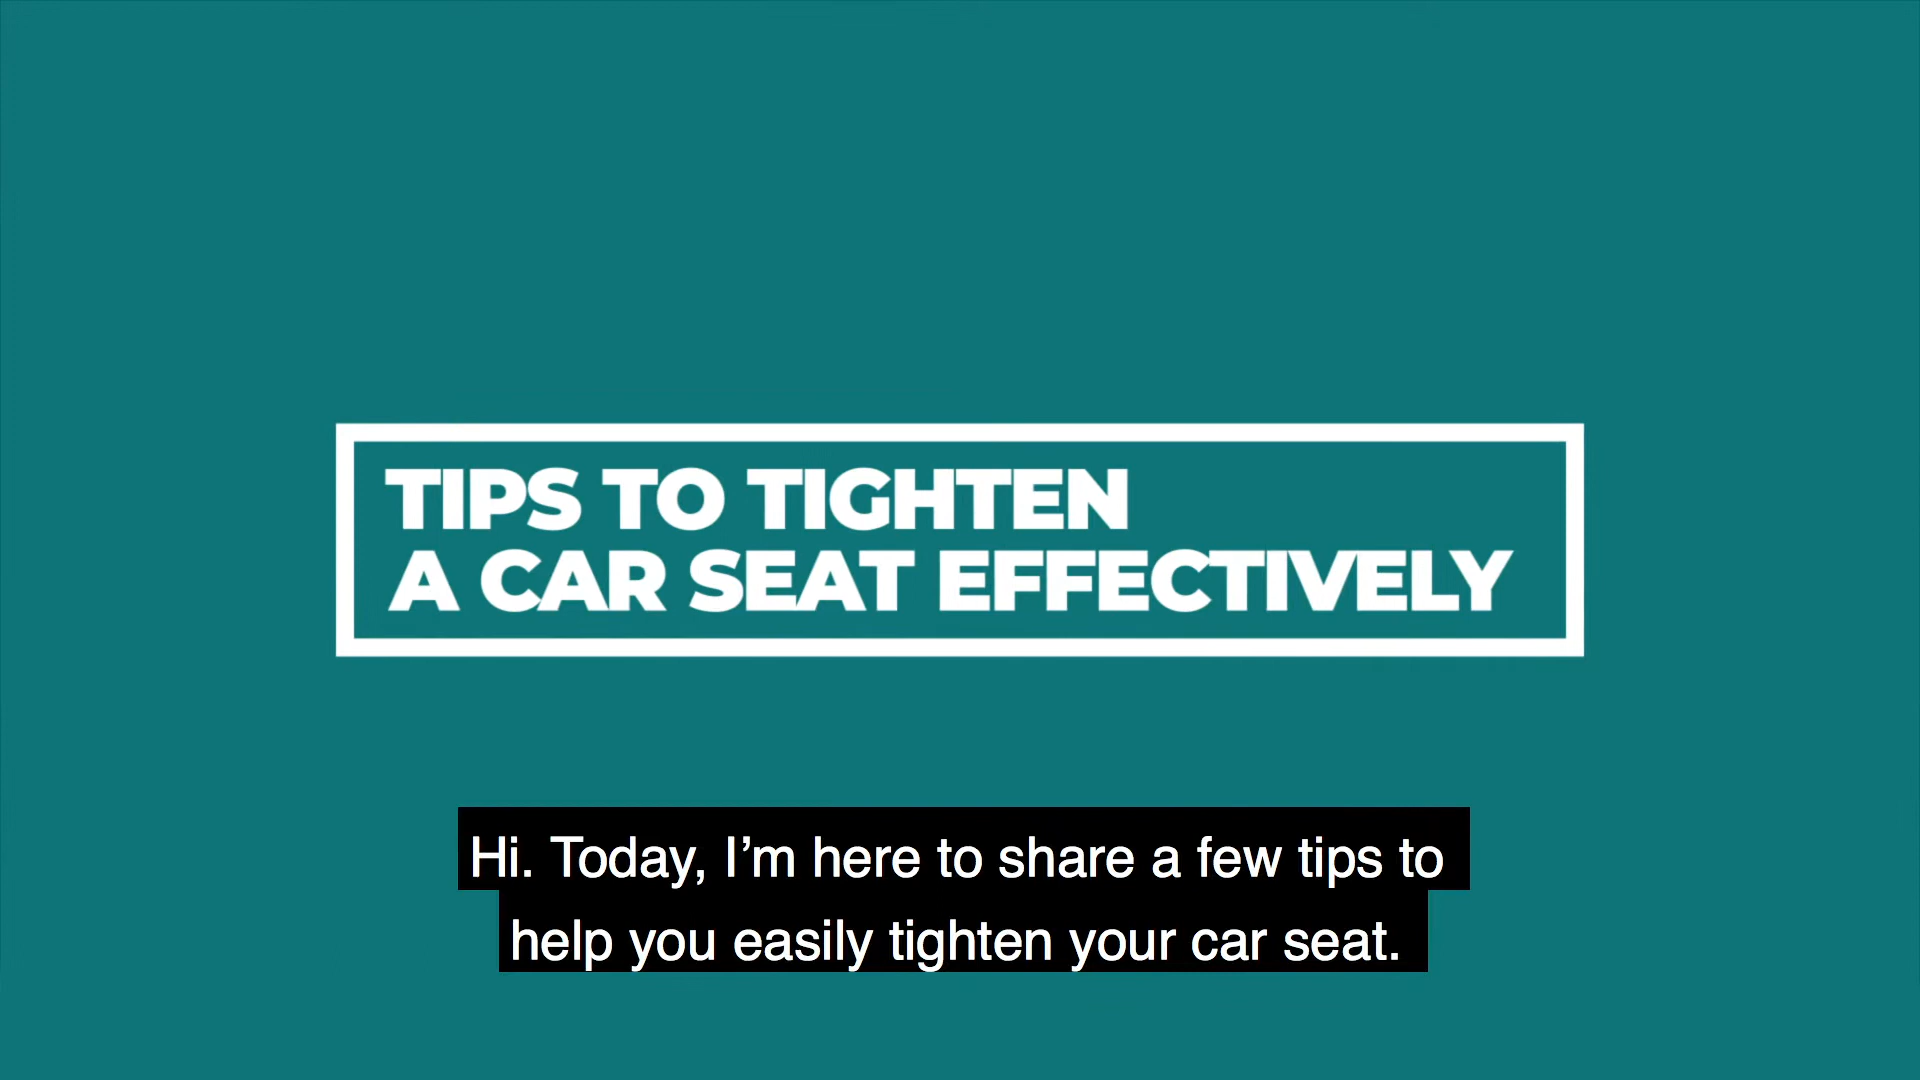 TIPS TO TIGHTEN
A CAR SEAT EFFECTIVELY
Hi. Today, I’m here to share a few tips to
help you easily tighten your car seat.